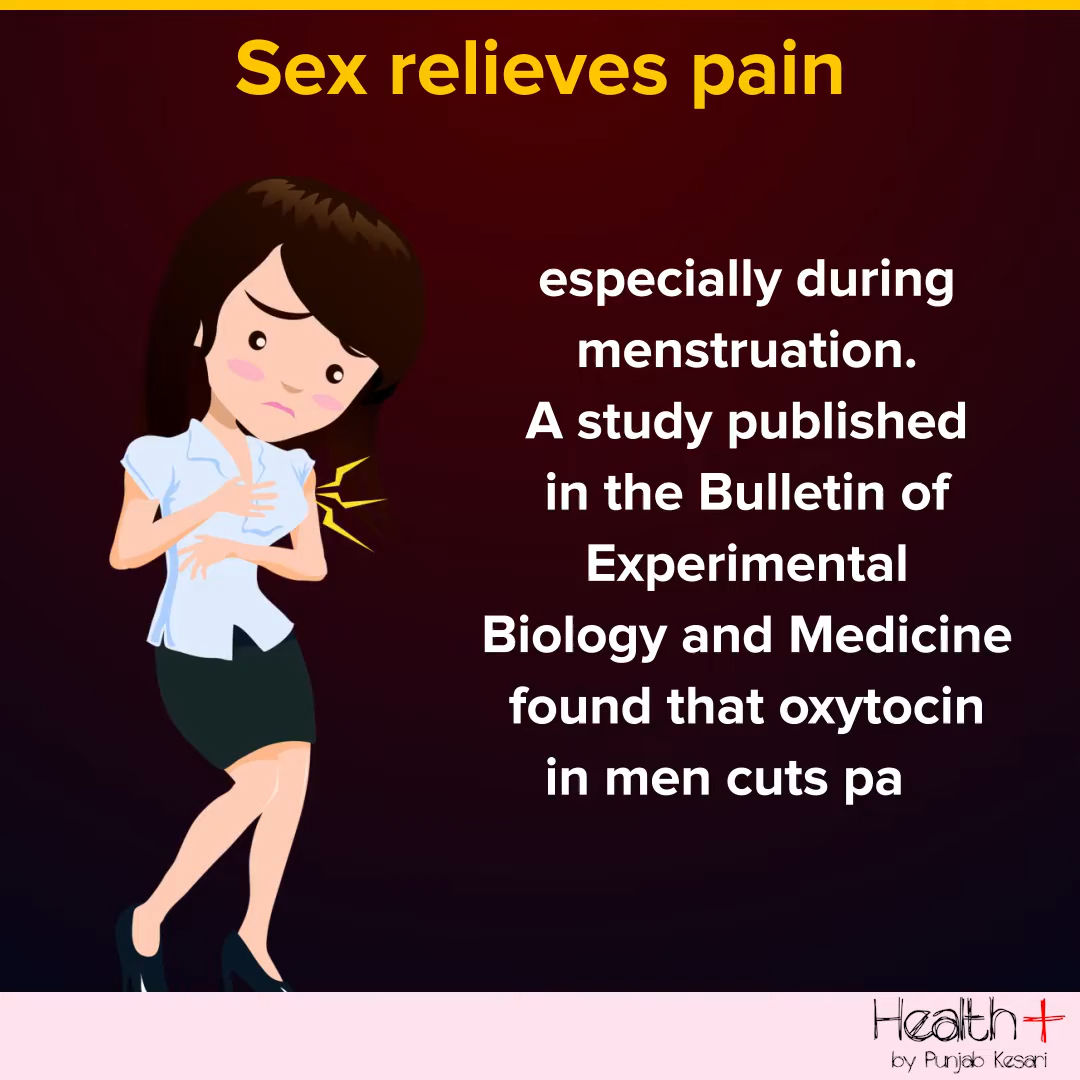 Sex relieves pain
especially during
menstruation.
A study published
in the Bulletin of
Experimental
Biology and Medicine
found that oxytocin
in men cuts pa
Health+
by Punjab Kesari